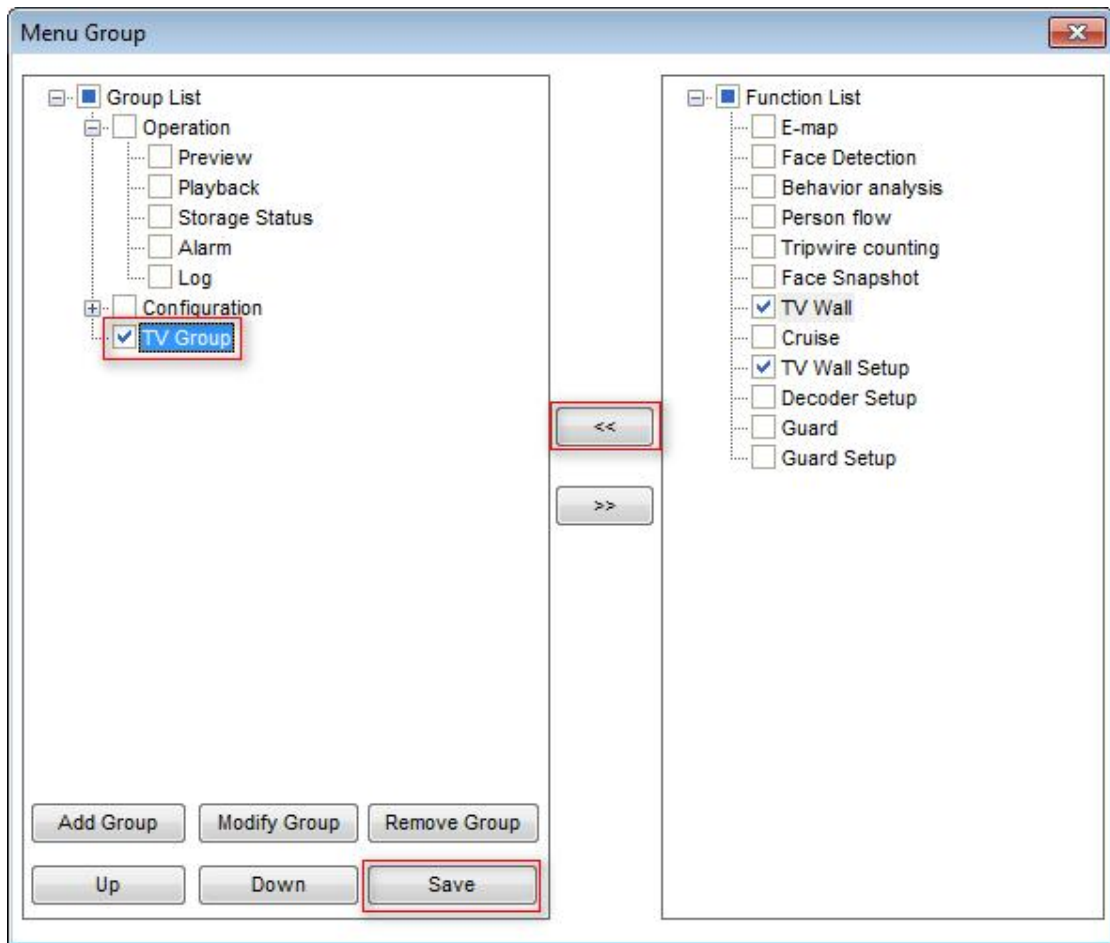 Menu Group
Group List
Operation
Preview
Playback
Storage Status
Alarm
Log
Configuration
TV Group
<<
>>
Function List
E-map
Face Detection
Behavior analysis
Person flow
Tripwire counting
Face Snapshot
TV Wall
Cruise
TV Wall Setup
Decoder Setup
Guard
Guard Setup
Add Group Modify Group Remove Group
Up Down Save